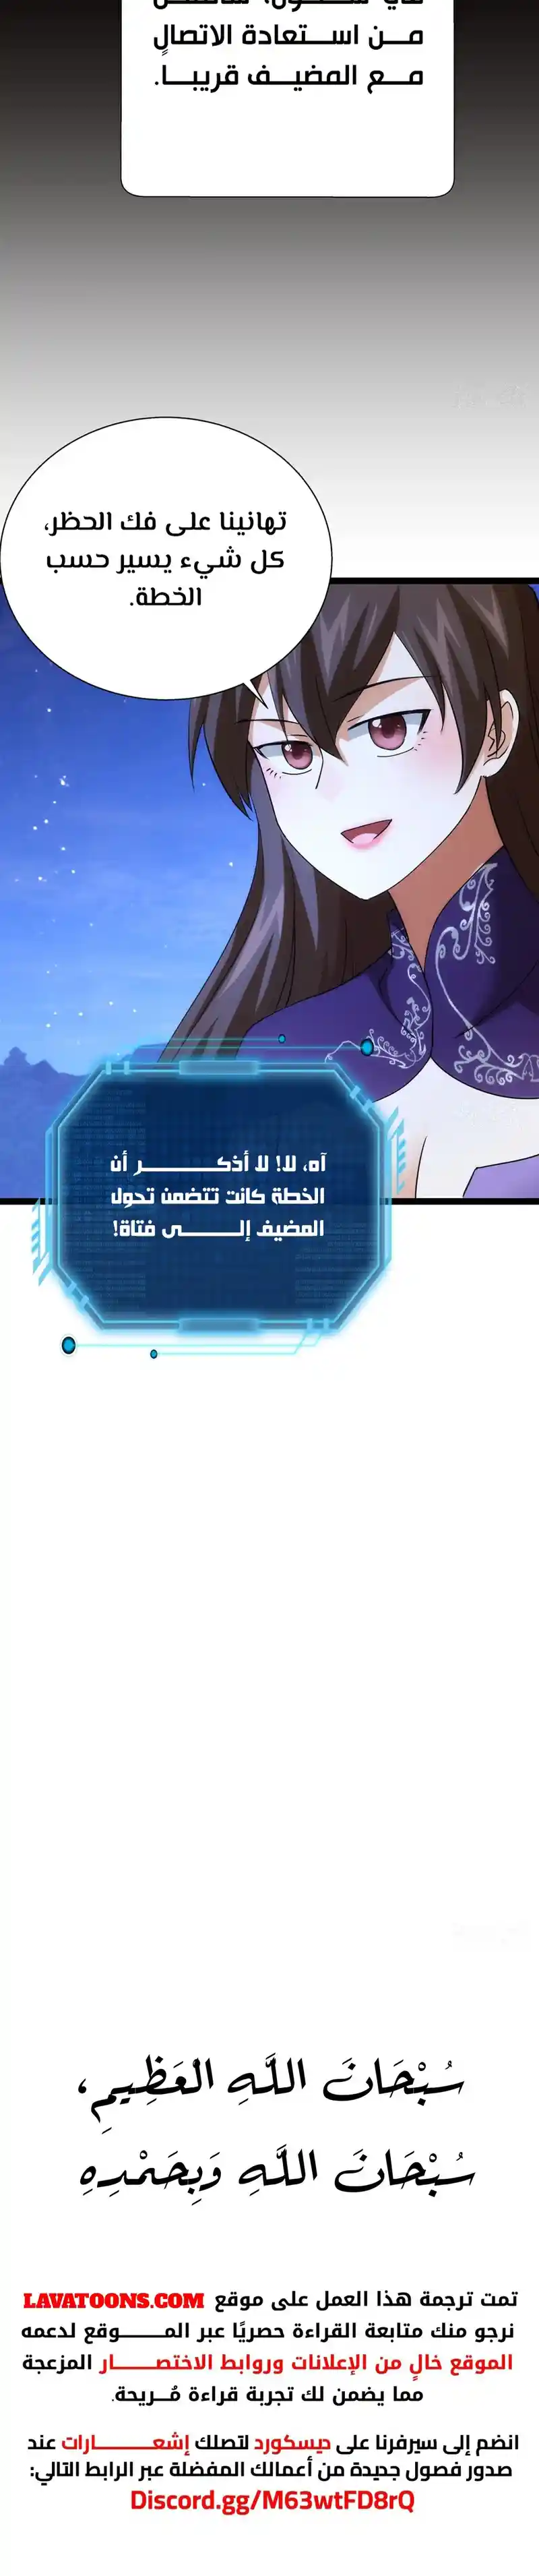 من استعادة الاتصال
مع المضيف قريبا.
تهانينا على فك الحظر،
كل شيء يسير حسب
الخطة.
آه، لا! لا أذكر أن
الخطة كانت تتضمن تحول
المضيف إلى فتاة!
سُبْحَانَ اللَّهِ العَظِيمِ،
سُبْحَانَ اللَّهِ وَبِحَمْدِهِ
تمت ترجمة هذا العمل على موقع LAVATOONS.COM
نرجو منك متابعة القراءة حصريًا عبر الموقع لدعمه
الموقع خالٍ من الإعلانات وروابط الاختصار المزعجة
مما يضمن لك تجربة قراءة مُريحة.
انضم إلى سيرفرنا على ديسكورد لتصلك إشعارات عند
صدور فصول جديدة من أعمالك المفضلة عبر الرابط التالي:
Discord.gg/M63wtFD8rQ